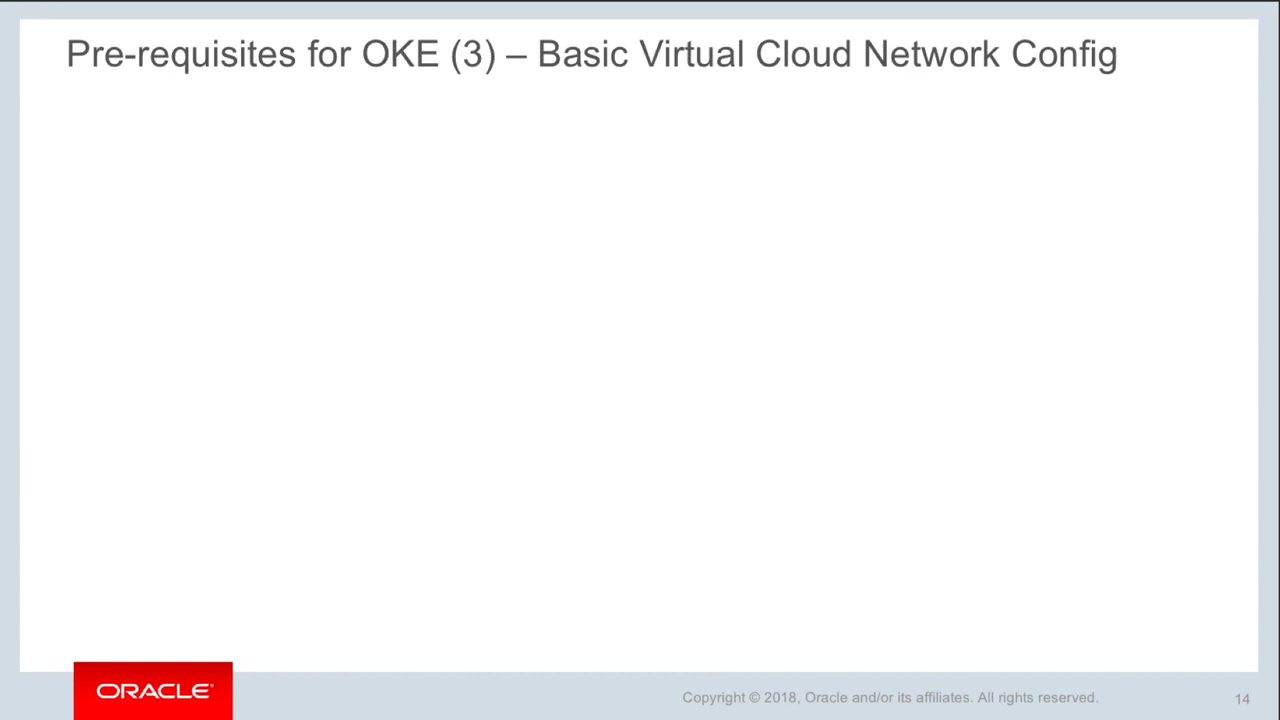 Pre-requisites for OKE (3) – Basic Virtual Cloud Network Config
ORACLE®
Copyright © 2018, Oracle and/or its affiliates. All rights reserved.
14